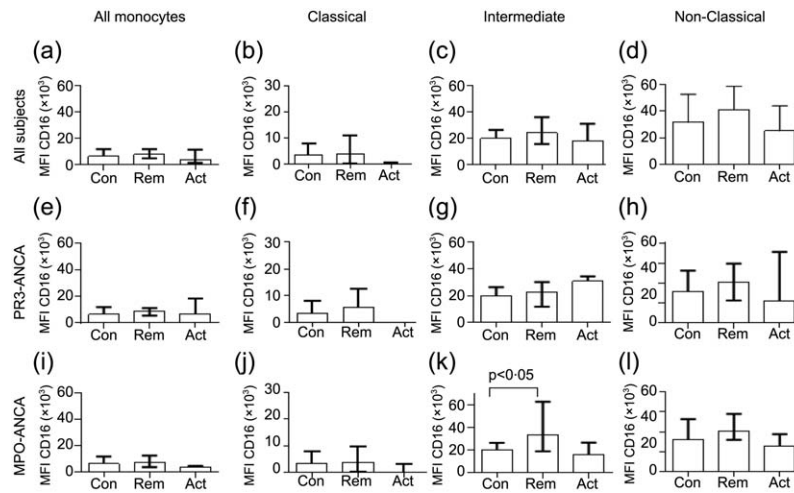 All monocytes
Classical
Intermediate
Non-Classical
All subjects
(a)
MFI CD16 (×10³)
60
40
20
0
Con Rem Act
(b)
MFI CD16 (×10³)
30
20
10
0
Con Rem Act
(c)
MFI CD16 (×10³)
60
40
20
0
Con Rem Act
(d)
MFI CD16 (×10³)
60
40
20
0
Con Rem Act
PR3-ANCA
(e)
MFI CD16 (×10³)
60
40
20
0
Con Rem Act
(f)
MFI CD16 (×10³)
30
20
10
0
Con Rem Act
(g)
MFI CD16 (×10³)
60
40
20
0
Con Rem Act
(h)
MFI CD16 (×10³)
60
40
20
0
Con Rem Act
MPO-ANCA
(i)
MFI CD16 (×10³)
60
40
20
0
Con Rem Act
(j)
MFI CD16 (×10³)
30
20
10
0
Con Rem Act
(k)
p<0·05
MFI CD16 (×10³)
60
40
20
0
Con Rem Act
(l)
MFI CD16 (×10³)
60
40
20
0
Con Rem Act